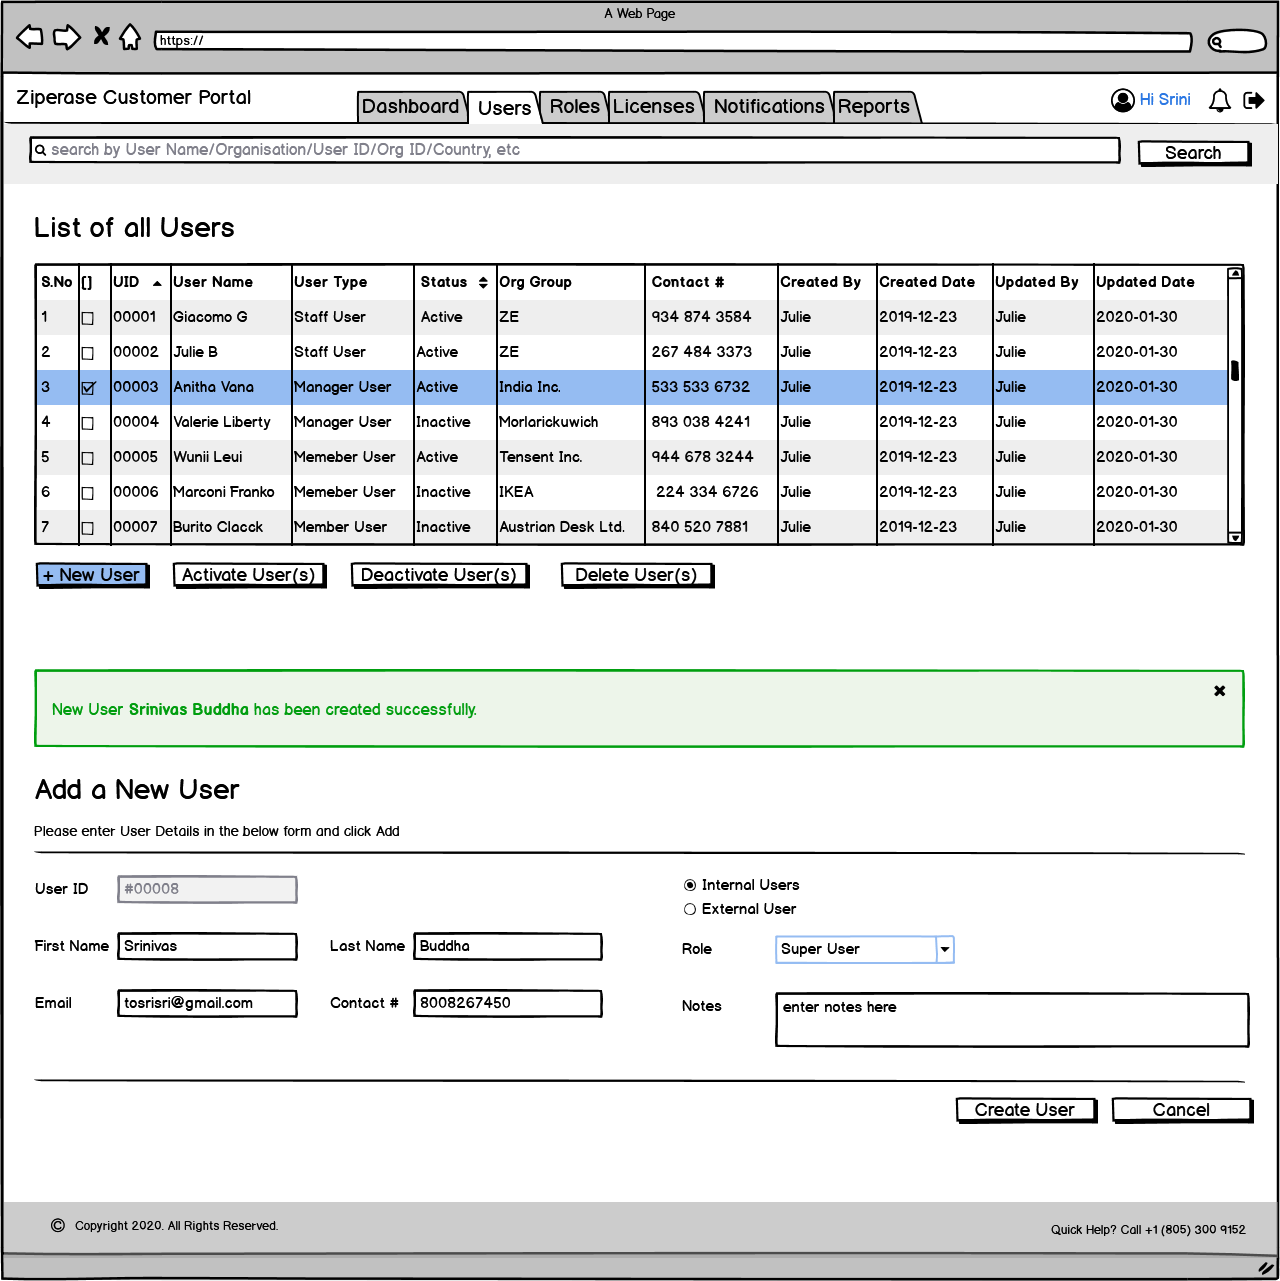 A Web Page
https://
Ziperase Customer Portal
Dashboard Users Roles Licenses Notifications Reports
Hi Srini
search by User Name/Organisation/User ID/Org ID/Country, etc
Search
List of all Users
S.No [] UID User Name User Type Status Org Group Contact # Created By Created Date Updated By Updated Date
1 00001 Giacomo G Staff User Active ZE 934 874 3584 Julie 2019-12-23 Julie 2020-01-30
2 00002 Julie B Staff User Active ZE 267 484 3373 Julie 2019-12-23 Julie 2020-01-30
3 00003 Anitha Vana Manager User Active India Inc. 533 533 6732 Julie 2019-12-23 Julie 2020-01-30
4 00004 Valerie Liberty Manager User Inactive Morlarickuwich 893 038 4241 Julie 2019-12-23 Julie 2020-01-30
5 00005 Wunii Leui Memeber User Active Tensent Inc. 944 678 3244 Julie 2019-12-23 Julie 2020-01-30
6 00006 Marconi Franko Memeber User Inactive IKEA 224 334 6726 Julie 2019-12-23 Julie 2020-01-30
7 00007 Burito Clacck Member User Inactive Austrian Desk Ltd. 840 520 7881 Julie 2019-12-23 Julie 2020-01-30
+ New User Activate User(s) Deactivate User(s) Delete User(s)
New User Srinivas Buddha has been created successfully.
Add a New User
Please enter User Details in the below form and click Add
User ID #00008
Internal Users
External User
First Name Srinivas Last Name Buddha Role Super User
Email tosrisri@gmail.com Contact # 8008267450 Notes enter notes here
Create User Cancel
© Copyright 2020. All Rights Reserved.
Quick Help? Call +1 (805) 300 9152